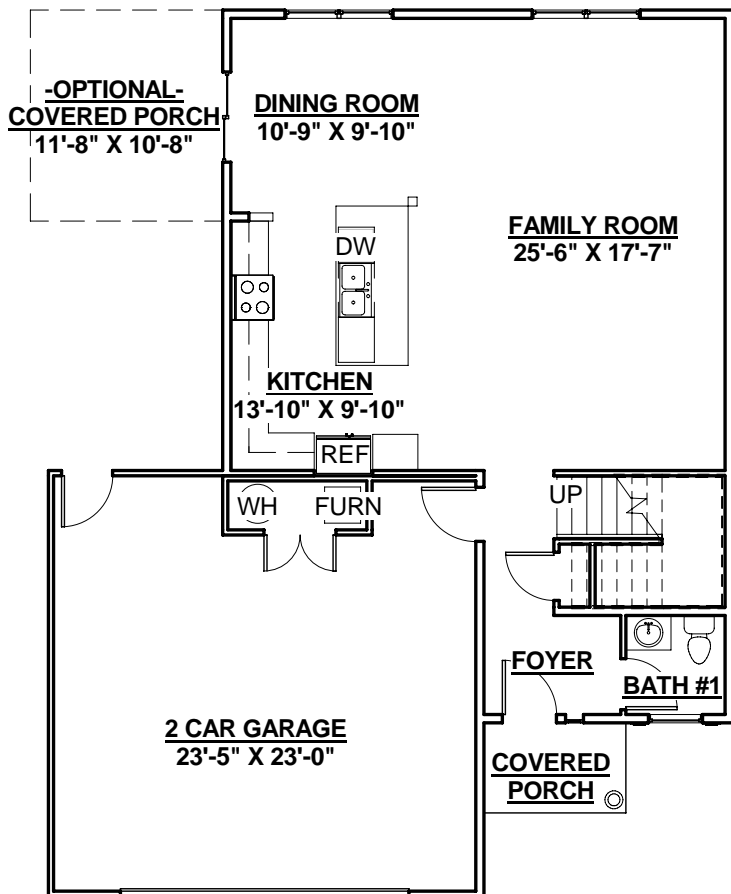 -OPTIONAL-
COVERED PORCH
11'-8" X 10'-8"
DINING ROOM
10'-9" X 9'-10"
FAMILY ROOM
25'-6" X 17'-7"
DW
KITCHEN
13'-10" X 9'-10"
REF
WH
FURN
UP
FOYER
BATH #1
2 CAR GARAGE
23'-5" X 23'-0"
COVERED
PORCH